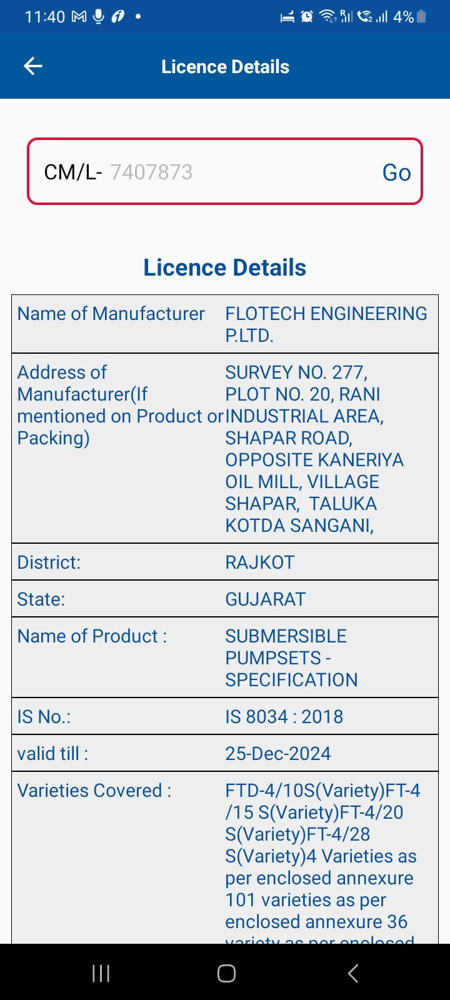 11:40
4%
Licence Details
CM/L- 7407873 Go
Licence Details
Name of Manufacturer FLOTECH ENGINEERING
P.LTD.
Address of SURVEY NO. 277,
Manufacturer(If PLOT NO. 20, RANI
mentioned on Product or INDUSTRIAL AREA,
Packing) SHAPAR ROAD,
OPPOSITE KANERIYA
OIL MILL, VILLAGE
SHAPAR,  TALUKA
KOTDA SANGANI,
District: RAJKOT
State: GUJARAT
Name of Product : SUBMERSIBLE
PUMPSETS -
SPECIFICATION
IS No.: IS 8034 : 2018
valid till : 25-Dec-2024
Varieties Covered : FTD-4/10S(Variety)FT-4
/15 S(Variety)FT-4/20
S(Variety)FT-4/28
S(Variety)4 Varieties as
per enclosed annexure
101 varieties as per
enclosed annexure 36
variety as per enclosed